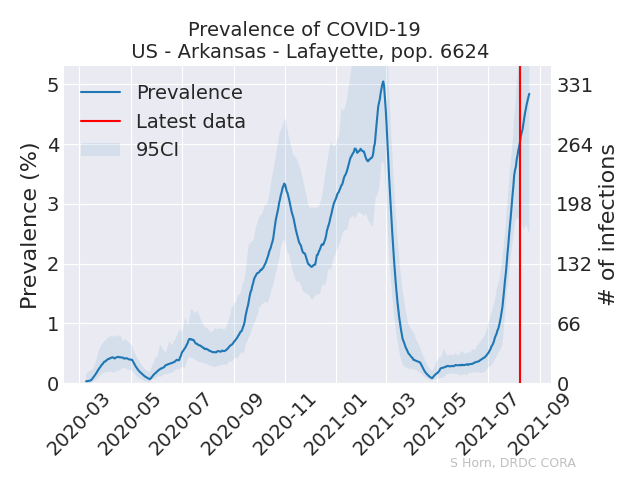 Prevalence of COVID-19
US - Arkansas - Lafayette, pop. 6624
Prevalence
Latest data
95CI
Prevalence (%)
5
4
3
2
1
0
331
264
198
132
66
0
# of infections
2020-03
2020-05
2020-07
2020-09
2020-11
2021-01
2021-03
2021-05
2021-07
2021-09
S Horn, DRDC CORA